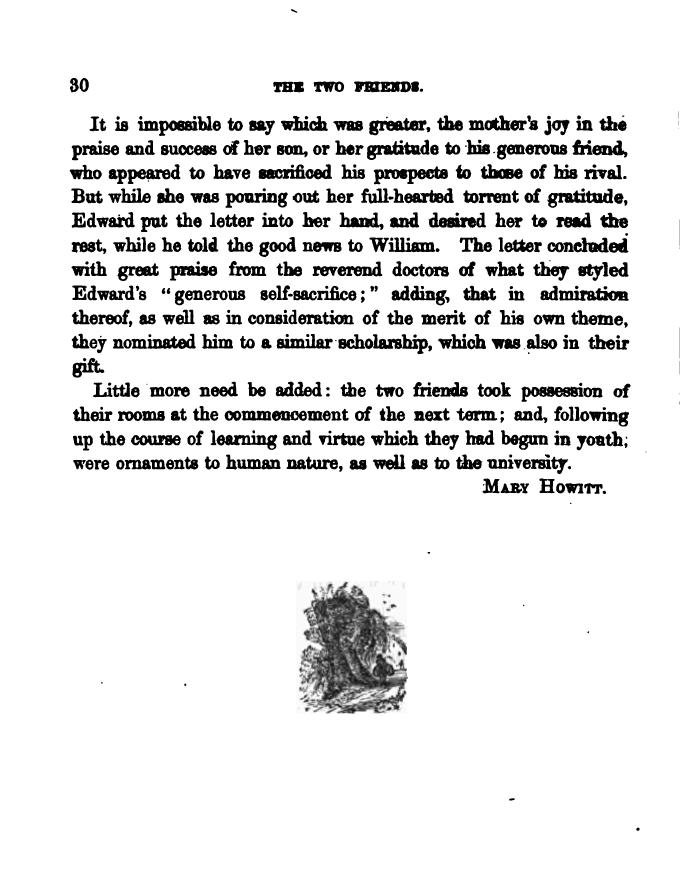 30 THE TWO FRIENDS.
It is impossible to say which was greater, the mother's joy in the
praise and success of her son, or her gratitude to his generous friend,
who appeared to have sacrificed his prospects to those of his rival.
But while she was pouring out her full-hearted torrent of gratitude,
Edward put the letter into her hand, and desired her to read the
rest, while he told the good news to William. The letter concluded
with great praise from the reverend doctors of what they styled
Edward's "generous self-sacrifice;" adding, that in admiration
thereof, as well as in consideration of the merit of his own theme,
they nominated him to a similar scholarship, which was also in their
gift.
Little more need be added: the two friends took possession of
their rooms at the commencement of the next term; and, following
up the course of learning and virtue which they had begun in youth;
were ornaments to human nature, as well as to the university.
MARY HOWITT.